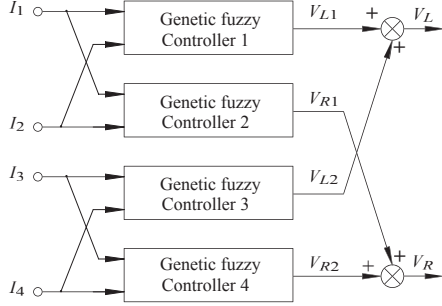 I1
Genetic fuzzy
Controller 1
VL1
+
VL
+
I2
Genetic fuzzy
Controller 2
VR1
I3
Genetic fuzzy
Controller 3
VL2
I4
Genetic fuzzy
Controller 4
VR2
+
+
VR